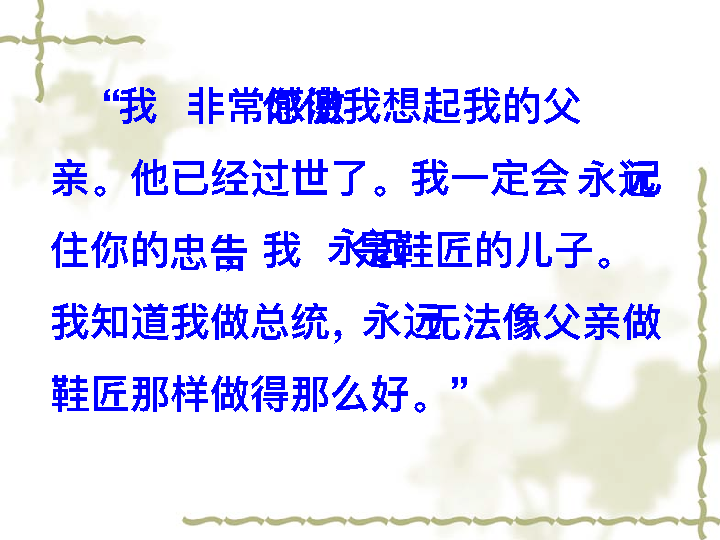 “我 非常感谢你使我想起我的父
亲。他已经过世了。我一定会 永远记
住你的忠告，我 永远是鞋匠的儿子。
我知道我做总统，永远无法像父亲做
鞋匠那样做得那么好。”